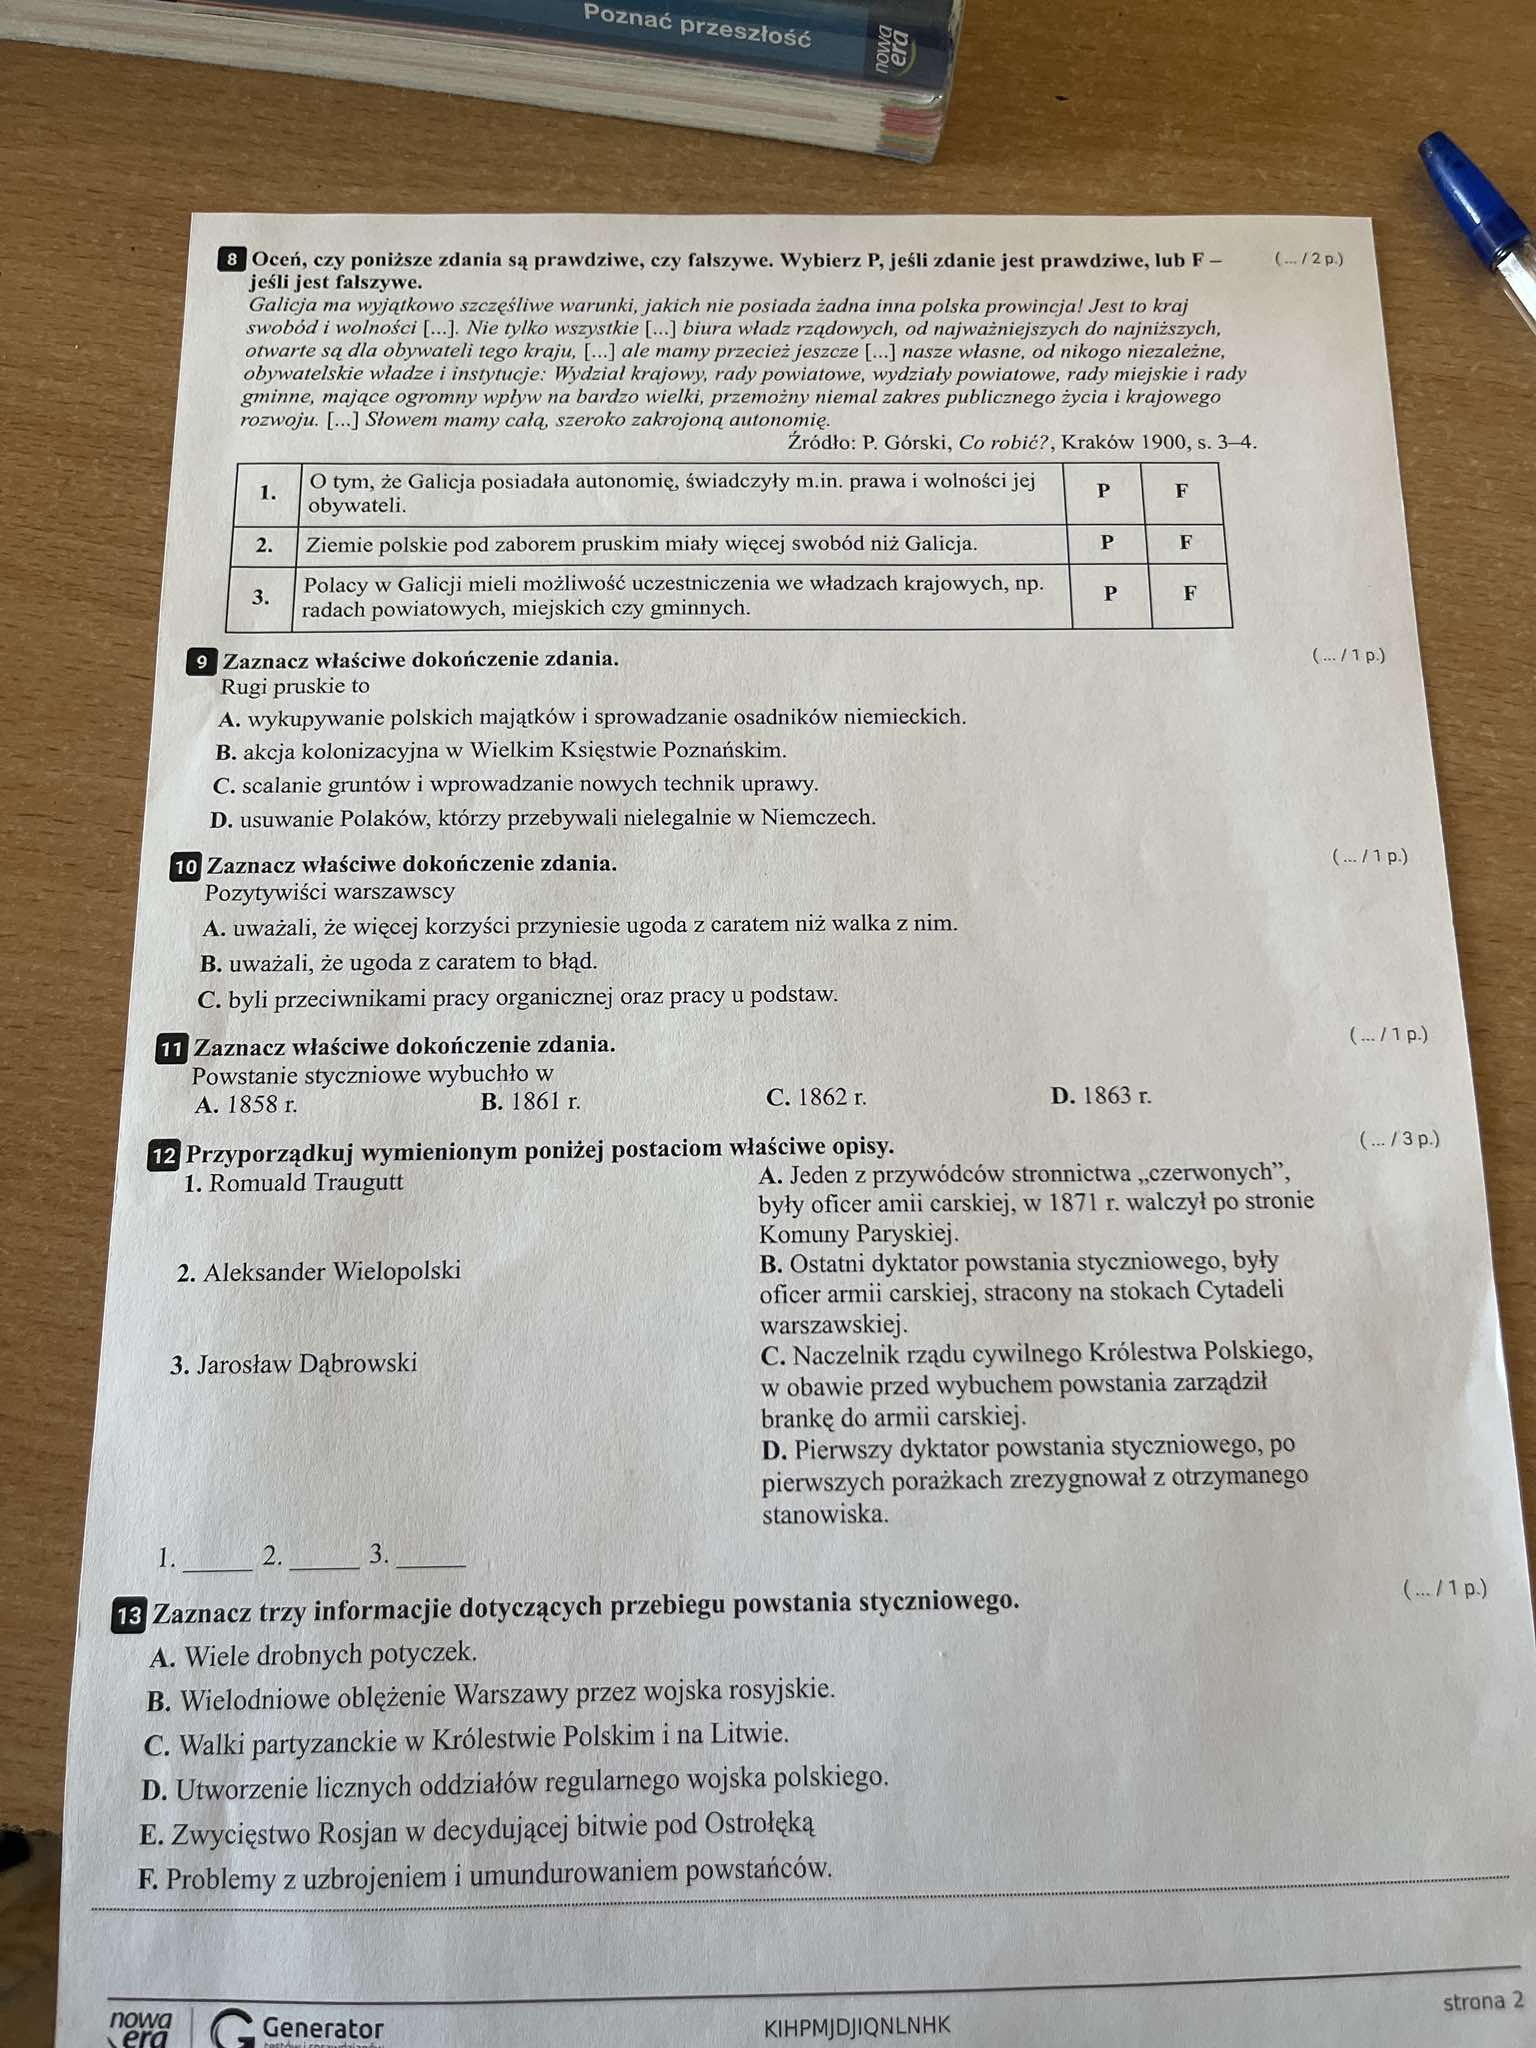 Poznać przeszłość
nowa
era
8 Oceń, czy poniższe zdania są prawdziwe, czy fałszywe. Wybierz P, jeśli zdanie jest prawdziwe, lub F –
(... / 2 p.)
jeśli jest fałszywe.
Galicja ma wyjątkowo szczęśliwe warunki, jakich nie posiada żadna inna polska prowincja! Jest to kraj
swobód i wolności [...]. Nie tylko wszystkie [...] biura władz rządowych, od najważniejszych do najniższych,
otwarte są dla obywateli tego kraju, [...] ale mamy przecież jeszcze [...] nasze własne, od nikogo niezależne,
obywatelskie władze i instytucje: Wydział krajowy, rady powiatowe, wydziały powiatowe, rady miejskie i rady
gminne, mające ogromny wpływ na bardzo wielki, przemożny niemal zakres publicznego życia i krajowego
rozwoju. [...] Słowem mamy całą, szeroko zakrojoną autonomię.
Źródło: P. Górski, Co robić?, Kraków 1900, s. 3–4.
1. O tym, że Galicja posiadała autonomię, świadczyły m.in. prawa i wolności jej P F
obywateli.
2. Ziemie polskie pod zaborem pruskim miały więcej swobód niż Galicja. P F
3. Polacy w Galicji mieli możliwość uczestniczenia we władzach krajowych, np. P F
radach powiatowych, miejskich czy gminnych.
9 Zaznacz właściwe dokończenie zdania.
(... / 1 p.)
Rugi pruskie to
A. wykupywanie polskich majątków i sprowadzanie osadników niemieckich.
B. akcja kolonizacyjna w Wielkim Księstwie Poznańskim.
C. scalanie gruntów i wprowadzanie nowych technik uprawy.
D. usuwanie Polaków, którzy przebywali nielegalnie w Niemczech.
10 Zaznacz właściwe dokończenie zdania.
(... / 1 p.)
Pozytywiści warszawscy
A. uważali, że więcej korzyści przyniesie ugoda z caratem niż walka z nim.
B. uważali, że ugoda z caratem to błąd.
C. byli przeciwnikami pracy organicznej oraz pracy u podstaw.
11 Zaznacz właściwe dokończenie zdania.
(... / 1 p.)
Powstanie styczniowe wybuchło w
A. 1858 r. B. 1861 r. C. 1862 r. D. 1863 r.
12 Przyporządkuj wymienionym poniżej postaciom właściwe opisy.
(... / 3 p.)
1. Romuald Traugutt
2. Aleksander Wielopolski
3. Jarosław Dąbrowski
A. Jeden z przywódców stronnictwa „czerwonych”,
były oficer amii carskiej, w 1871 r. walczył po stronie
Komuny Paryskiej.
B. Ostatni dyktator powstania styczniowego, były
oficer armii carskiej, stracony na stokach Cytadeli
warszawskiej.
C. Naczelnik rządu cywilnego Królestwa Polskiego,
w obawie przed wybuchem powstania zarządził
brankę do armii carskiej.
D. Pierwszy dyktator powstania styczniowego, po
pierwszych porażkach zrezygnował z otrzymanego
stanowiska.
1. _____ 2. _____ 3. _____
13 Zaznacz trzy informacjie dotyczących przebiegu powstania styczniowego.
(... / 1 p.)
A. Wiele drobnych potyczek.
B. Wielodniowe oblężenie Warszawy przez wojska rosyjskie.
C. Walki partyzanckie w Królestwie Polskim i na Litwie.
D. Utworzenie licznych oddziałów regularnego wojska polskiego.
E. Zwycięstwo Rosjan w decydującej bitwie pod Ostrołęką
F. Problemy z uzbrojeniem i umundurowaniem powstańców.
strona 2
nowa
era
Generator
KIHPMJDJIQNLNHK